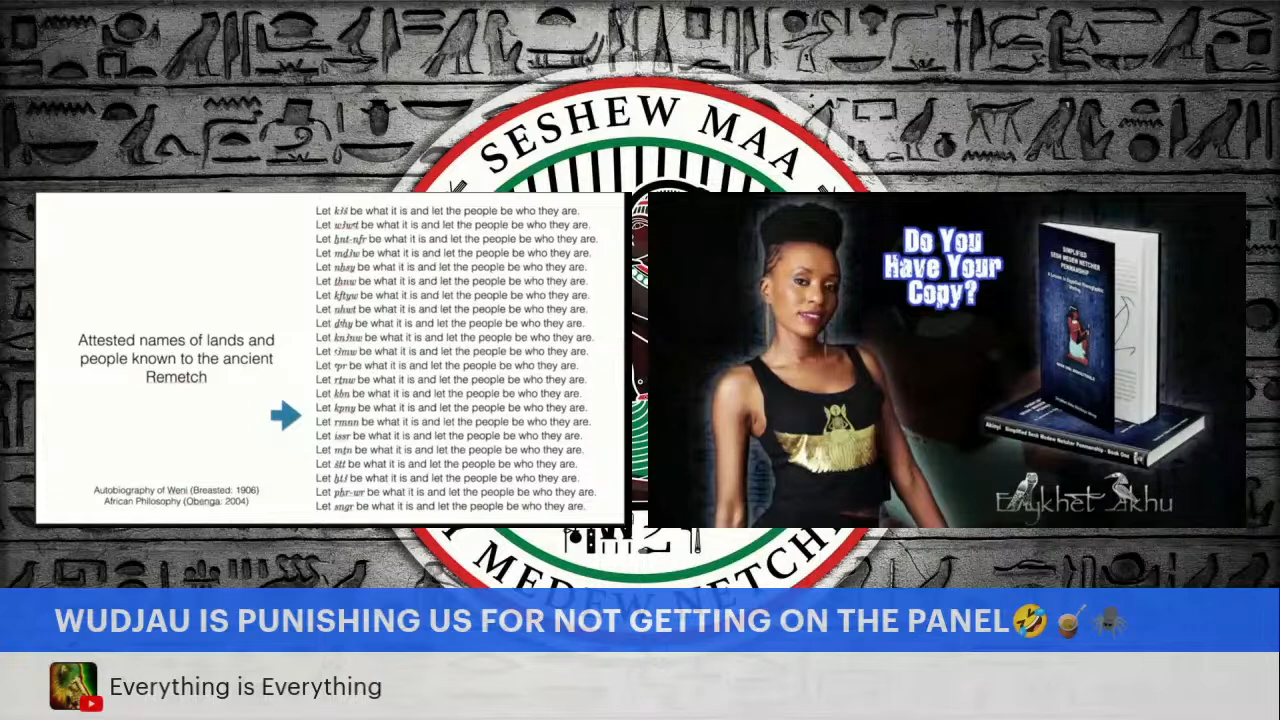 SESHEW MAA
Attested names of lands and
people known to the ancient
Remetch
Autobiography of Weni (Breasted: 1906)
African Philosophy (Obenga: 2004)
Let be what it is and let the people be who they are.
Let wꜣwꜣt be what it is and let the people be who they are.
Let ḫnt-nfr be what it is and let the people be who they are.
Let mdꜣw be what it is and let the people be who they are.
Let nḥsy be what it is and let the people be who they are.
Let be what it is and let the people be who they are.
Let kftyw be what it is and let the people be who they are.
Let be what it is and let the people be who they are.
Let be what it is and let the people be who they are.
Let be what it is and let the people be who they are.
Let be what it is and let the people be who they are.
Let be what it is and let the people be who they are.
Let rtnw be what it is and let the people be who they are.
Let kbn be what it is and let the people be who they are.
Let kpny be what it is and let the people be who they are.
Let rmnn be what it is and let the people be who they are.
Let issr be what it is and let the people be who they are.
Let mtn be what it is and let the people be who they are.
Let be what it is and let the people be who they are.
Let be what it is and let the people be who they are.
Let pḫr-wr be what it is and let the people be who they are.
Let sngr be what it is and let the people be who they are.
Do You
Have Your
Copy?
SIMPLIFIED
SESH MEDEW NETCHER
PENMANSHIP
Akinyi Simplified Sesh Medew Netcher Penmanship - Book One
Akhu
MEDEW NETCH
WUDJAU IS PUNISHING US FOR NOT GETTING ON THE PANEL🤣🕷️
Everything is Everything